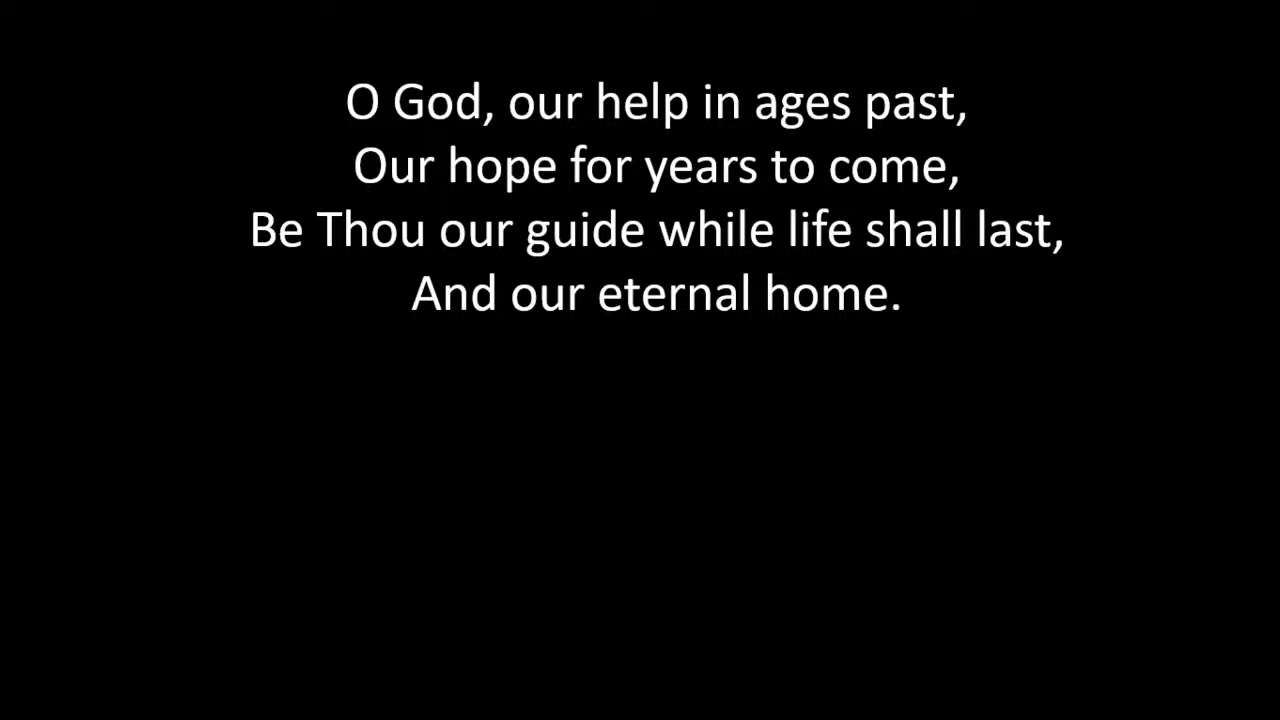 O God, our help in ages past,
Our hope for years to come,
Be Thou our guide while life shall last,
And our eternal home.